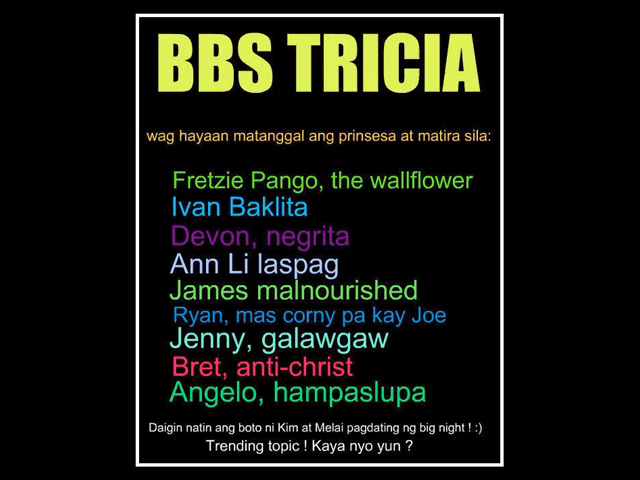 BBS TRICIA
wag hayaan matanggal ang prinsesa at matira sila:
Fretzie Pango, the wallflower
Ivan Baklita
Devon, negrita
Ann Li laspag
James malnourished
Ryan, mas corny pa kay Joe
Jenny, galawgaw
Bret, anti-christ
Angelo, hampaslupa
Daigin natin ang boto ni Kim at Melai pagdating ng big night ! :)
Trending topic ! Kaya nyo yun ?